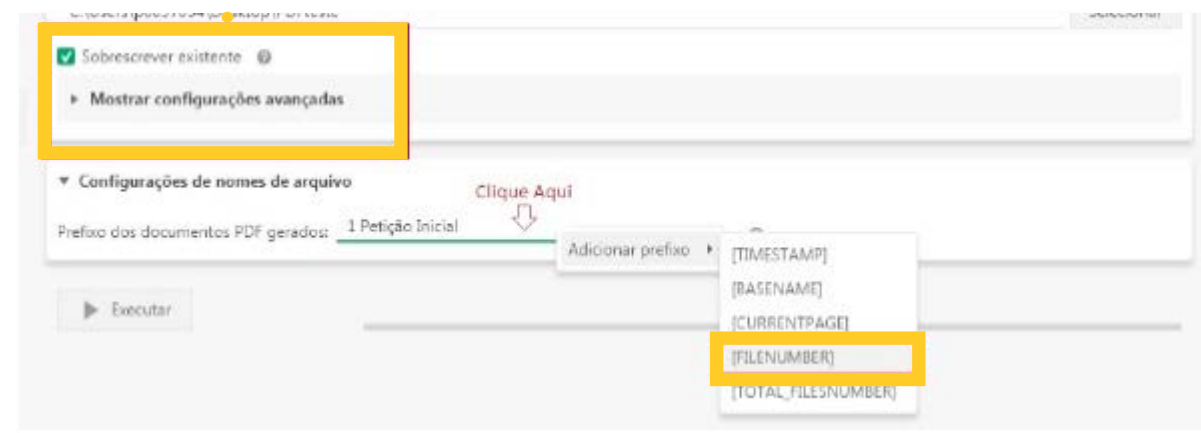 Sobrescrever existente
Mostrar configurações avançadas
Configurações de nomes de arquivo
Clique Aqui
Prefixo dos documentos PDF gerados: 1 Petição Inicial
Adicionar prefixo
[TIMESTAMP]
[BASENAME]
[CURRENTPAGE]
[FILENUMBER]
[TOTAL_FILESNUMBER]
Executar